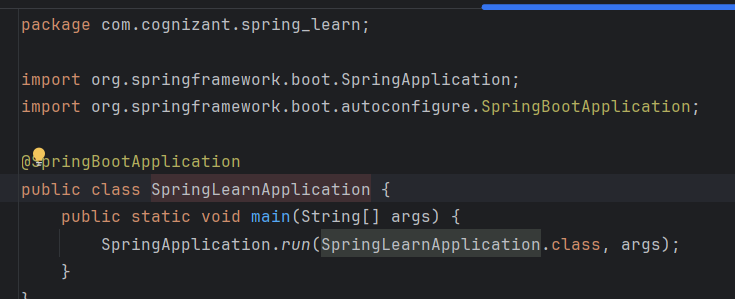 package com.cognizant.spring_learn;
import org.springframework.boot.SpringApplication;
import org.springframework.boot.autoconfigure.SpringBootApplication;
@SpringBootApplication
public class SpringLearnApplication {
public static void main(String[] args) {
SpringApplication.run(SpringLearnApplication.class, args);
}
}